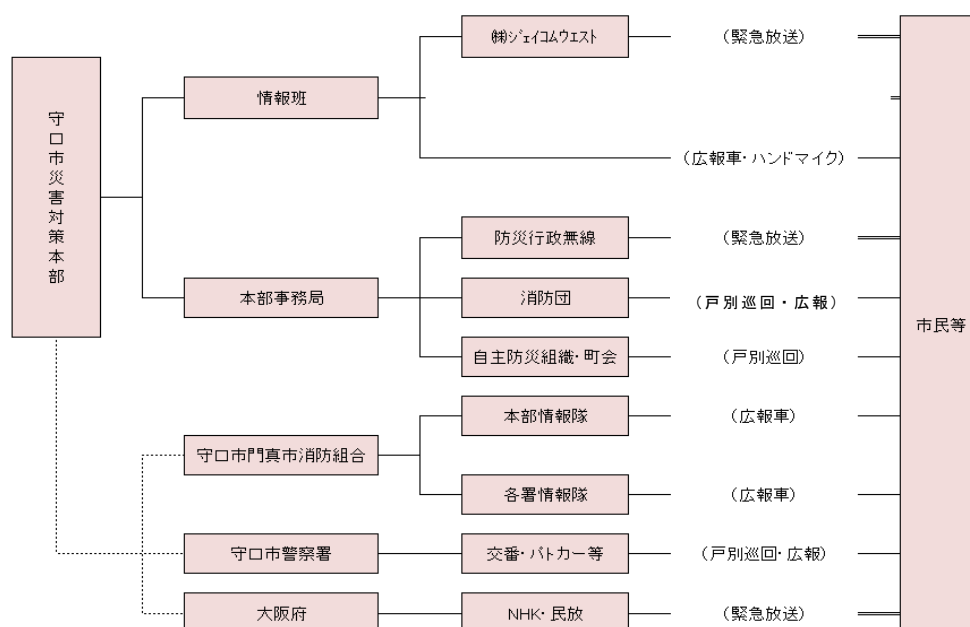 守口市災害対策本部
情報班
㈱ｼﾞｪｲｺﾑｳｴｽﾄ
(緊急放送)
(広報車・ハンドマイク)
本部事務局
防災行政無線
(緊急放送)
消防団
(戸別巡回・広報)
自主防災組織・町会
(戸別巡回)
守口市門真市消防組合
本部情報隊
(広報車)
各署情報隊
(広報車)
守口市警察署
交番・パトカー等
(戸別巡回・広報)
大阪府
NHK・民放
(緊急放送)
市民等